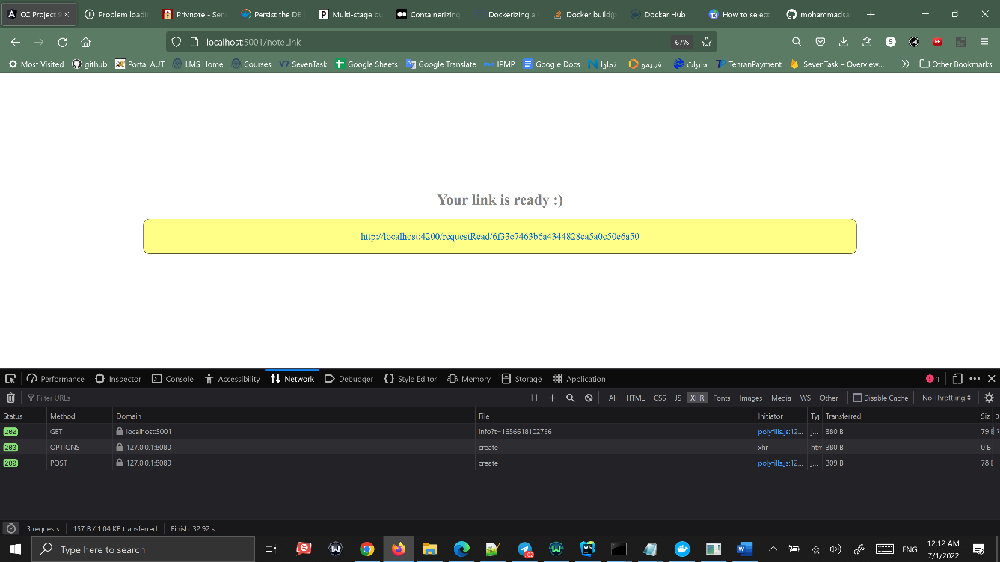 CC Project 9
Problem loadi
Privnote - Sen
Persist the DB
Multi-stage bu
Containerizing
Dockerizing a
Docker build(p
Docker Hub
How to select
mohammadsa
localhost:5001/noteLink
67%
Most Visited
github
Portal AUT
LMS Home
Courses
SevenTask
Google Sheets
Google Translate
IPMP
Google Docs
نماوا
فیلیمو
مخابرات
TehranPayment
SevenTask – Overview...
Other Bookmarks
Your link is ready :)
http://localhost:4200/requestRead/6f33e7463b6a4344828ca5a0c50e6a50
Performance
Inspector
Console
Accessibility
Network
Debugger
Style Editor
Memory
Storage
Application
1
Filter URLs
All HTML CSS JS XHR Fonts Images Media WS Other
Disable Cache
No Throttling
Status Method Domain File Initiator Ty Transferred Siz 0
200 GET localhost:5001 info?t=1656618102766 polyfills.js:12... j... 380 B 79
200 OPTIONS 127.0.0.1:8080 create xhr htm 380 B 0 B
200 POST 127.0.0.1:8080 create polyfills.js:12... j... 309 B 78
3 requests 157 B / 1.04 KB transferred Finish: 32.92 s
Type here to search
ENG
12:12 AM
7/1/2022